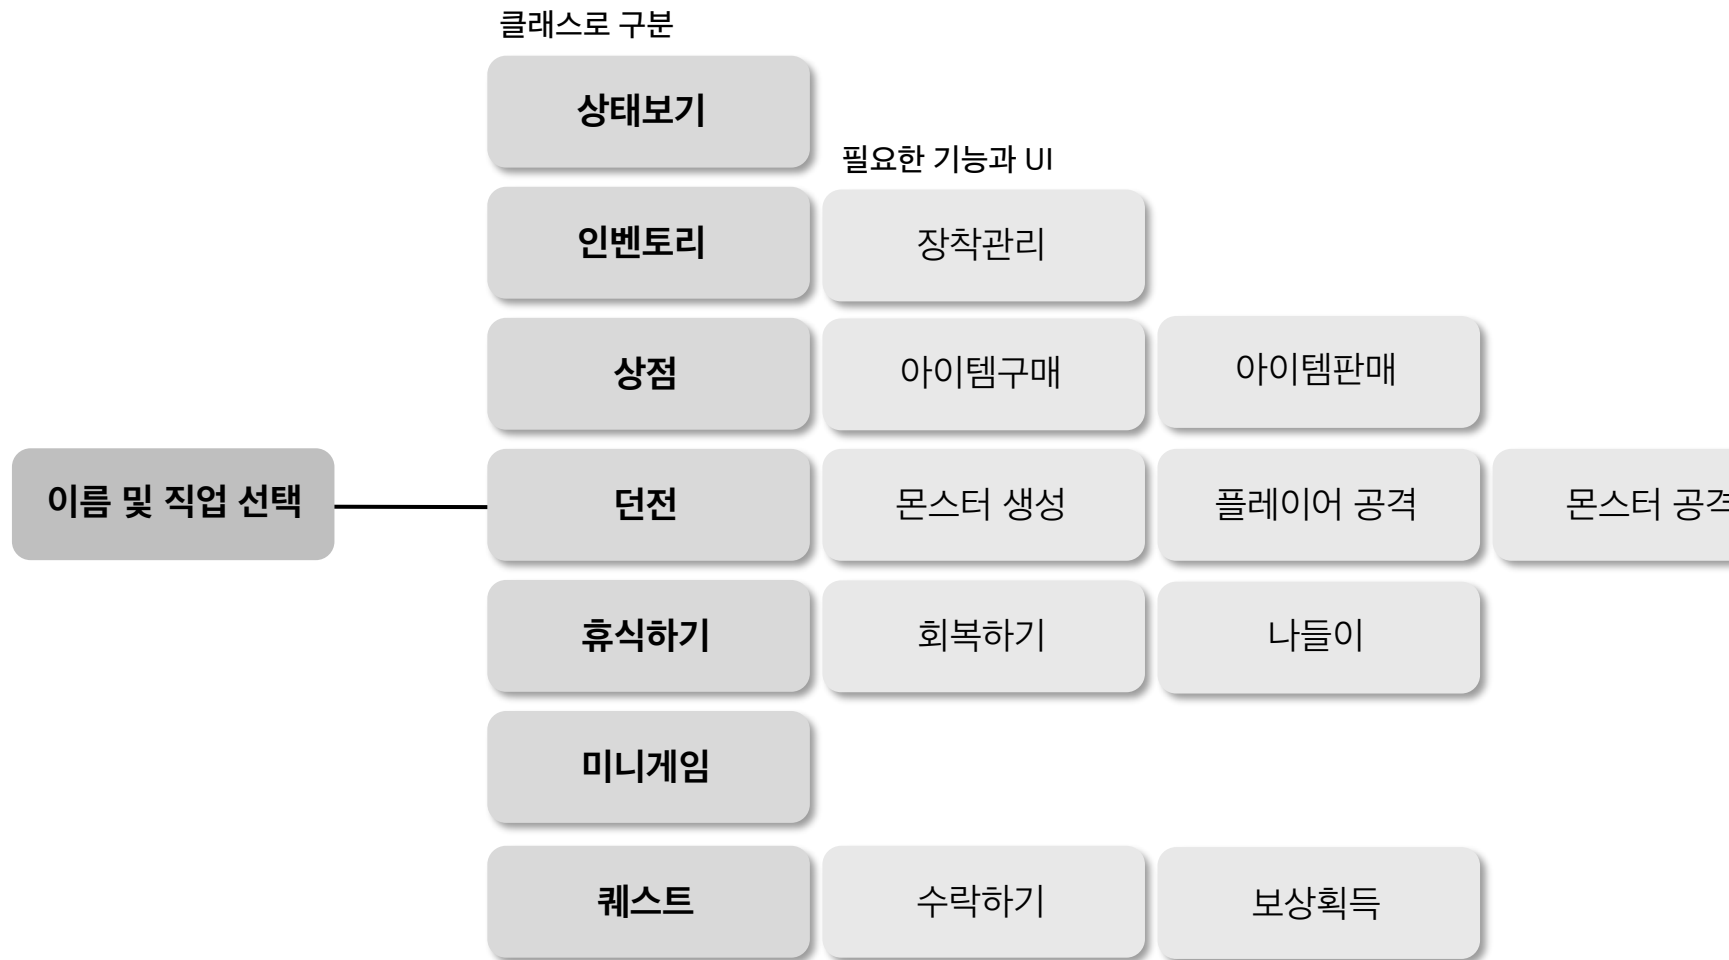 클래스로 구분
상태보기
필요한 기능과 UI
인벤토리
장착관리
상점
아이템구매
아이템판매
이름 및 직업 선택
던전
몬스터 생성
플레이어 공격
몬스터 공격
휴식하기
회복하기
나들이
미니게임
퀘스트
수락하기
보상획득